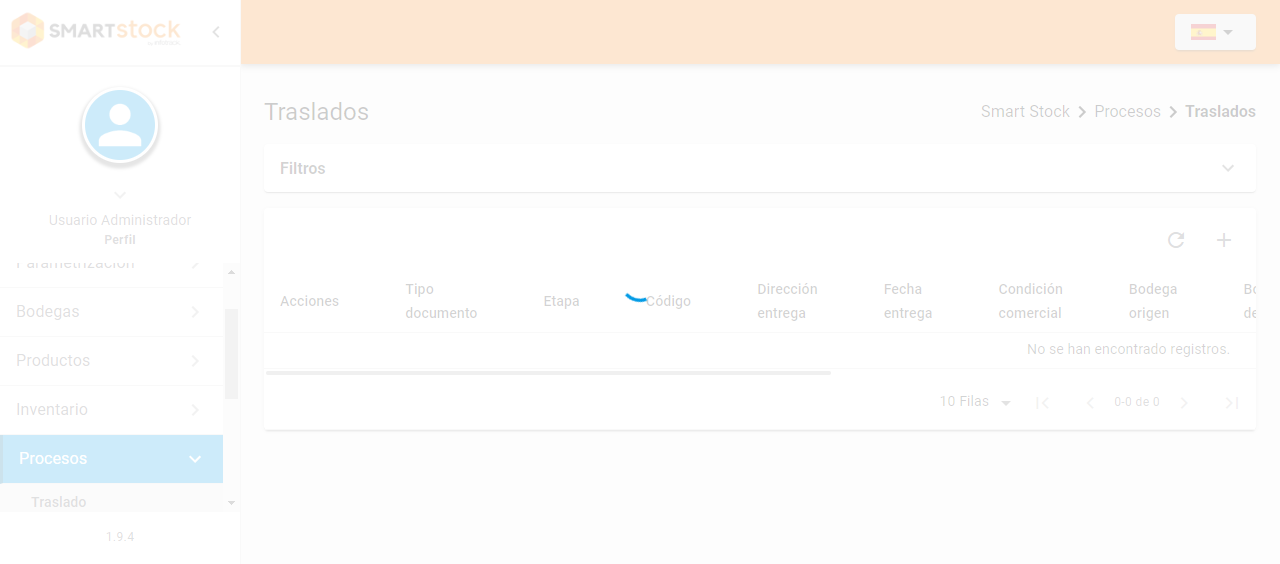 SMARTstock
Usuario Administrador
Perfil
Parametrización
Bodegas
Productos
Inventario
Procesos
Traslado
1.9.4
Traslados
Smart Stock > Procesos > Traslados
Filtros
Acciones
Tipo
documento
Etapa
Código
Dirección
entrega
Fecha
entrega
Condición
comercial
Bodega
origen
No se han encontrado registros.
10 Filas
0-0 de 0